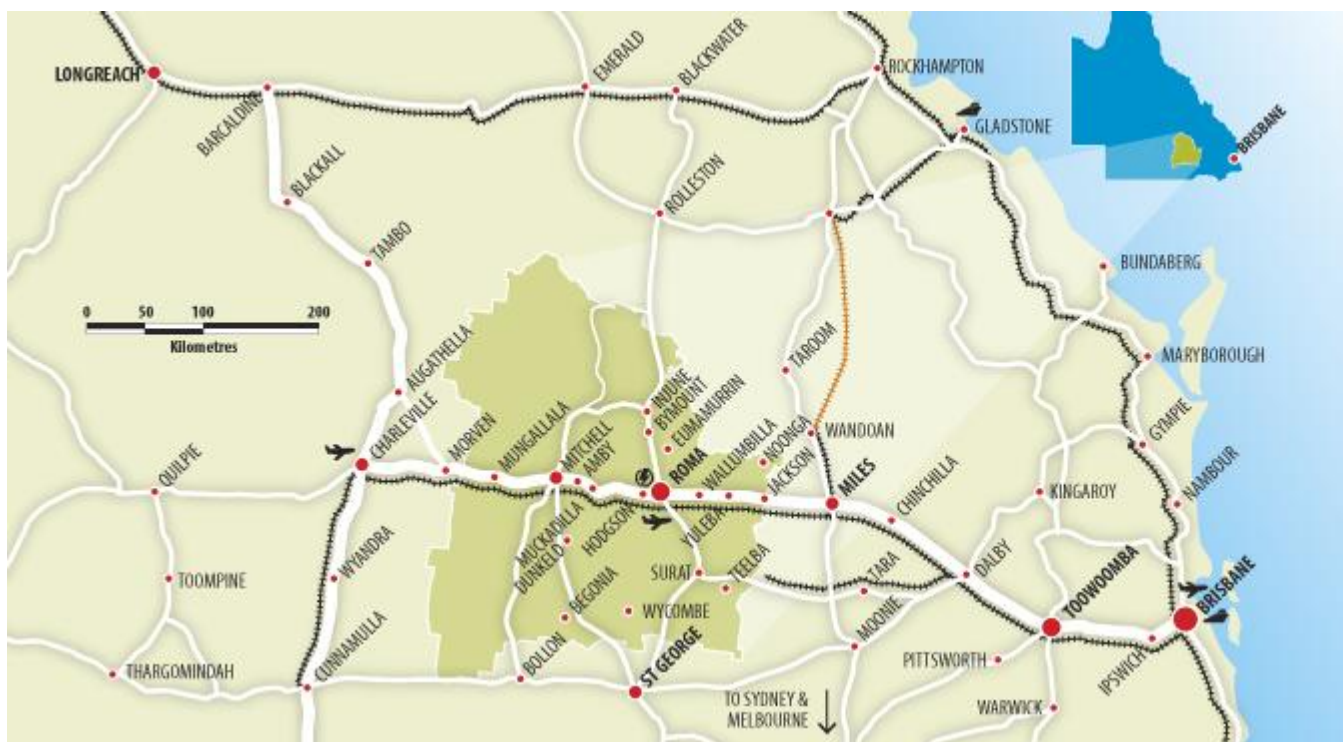 LONGREACH
BARCALDINE
EMERALD
BLACKWATER
ROCKHAMPTON
GLADSTONE
BRISBANE
BLACKALL
ROLLESTON
TAMBO
BUNDABERG
0 50 100 200
Kilometres
AUGATHELLA
TAROOM
MARYBOROUGH
CHARLEVILLE
MORVEN
MUNGALLALA
MITCHELL
AMBY
INJUNE
BYMOUNT
EUMAMURRIN
ROMA
WALLUMBILLA
NOONGA
JACKSON
WANDOAN
MILES
CHINCHILLA
GYMPIE
NAMBOUR
KINGAROY
QUILPIE
MUCKADILLA
HODGSON
YULEBA
DUNKELD
TOOMPINE
WYANDRA
BEGONIA
WYCOMBE
SURAT
TEELBA
TARA
DALBY
TOOWOOMBA
BRISBANE
THARGOMINDAH
CUNNAMULLA
BOLLON
ST GEORGE
MOONIE
PITTSWORTH
IPSWICH
WARWICK
TO SYDNEY &
MELBOURNE